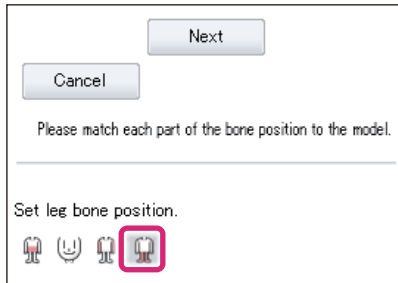 Next
Cancel
Please match each part of the bone position to the model.
Set leg bone position.